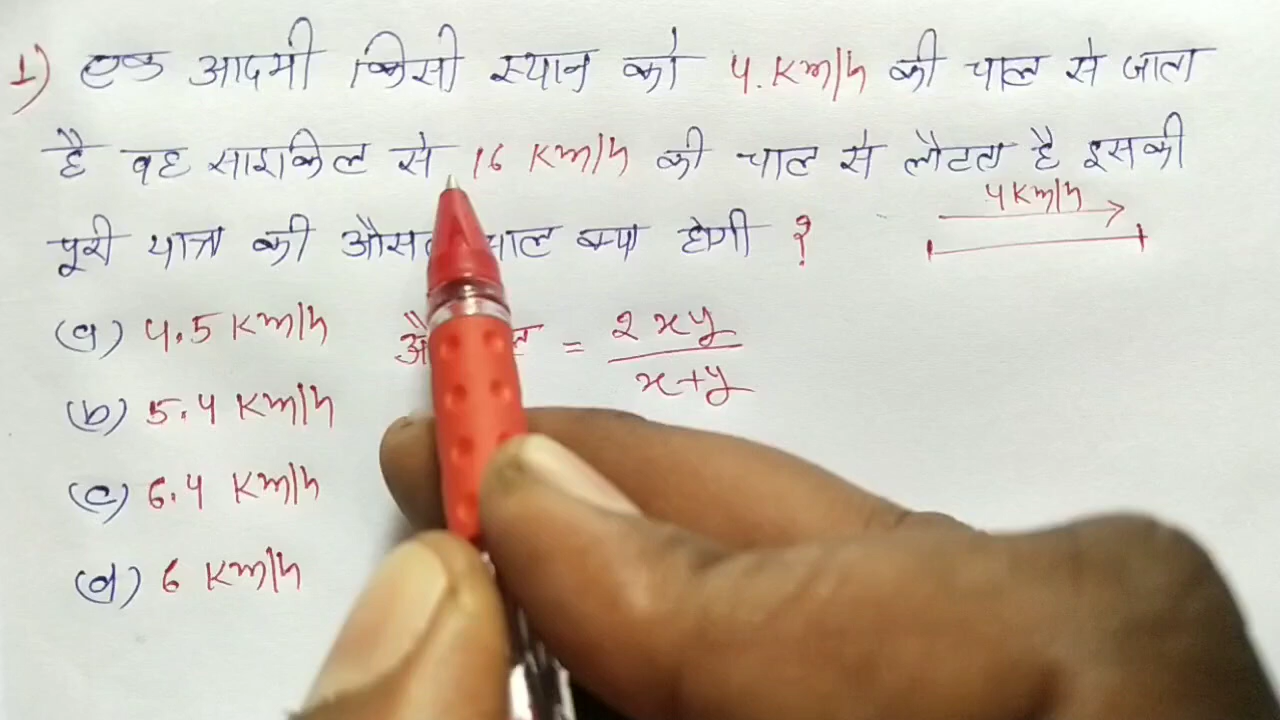 1) एक आदमी किसी स्थान को 4. Km/h की चाल से जाता
है वह साइकिल से 16 Km/h की चाल से लौटता है इसकी
4 Km/h
पूरी यात्रा की चाल क्या होगी ?
(a) 4.5 Km/h
= 2xy / x+y
(b) 5.4 Km/h
(c) 6.4 Km/h
(d) 6 Km/h